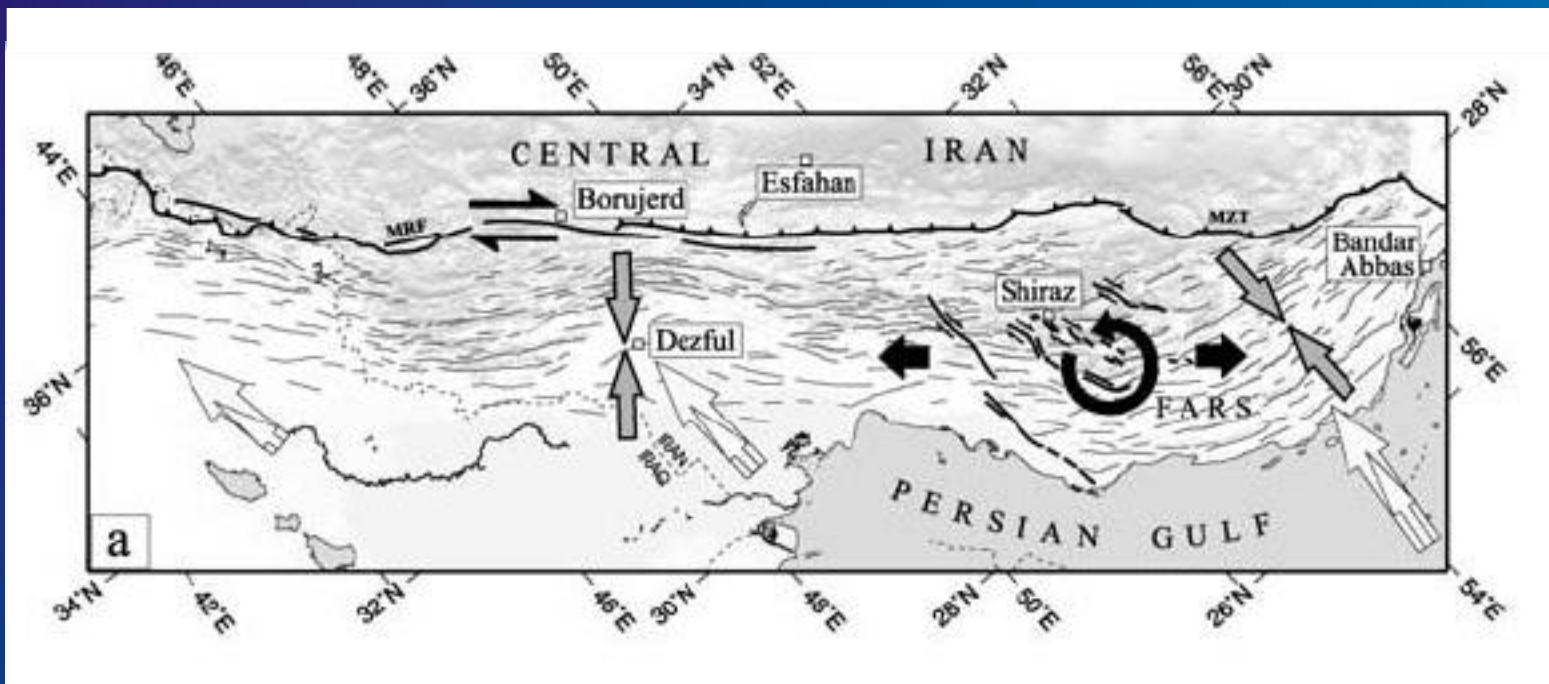 46°E
48°E
36°N
50°E
34°N
52°E
32°N
56°E
30°N
28°N
44°E
CENTRAL IRAN
Esfahan
Borujerd
MRF
MZT
Bandar
Abbas
Shiraz
Dezful
36°N
56°E
FARS
IRAN
IRAQ
PERSIAN GULF
a
34°N
42°E
32°N
46°E
30°N
48°E
28°N
50°E
26°N
54°E